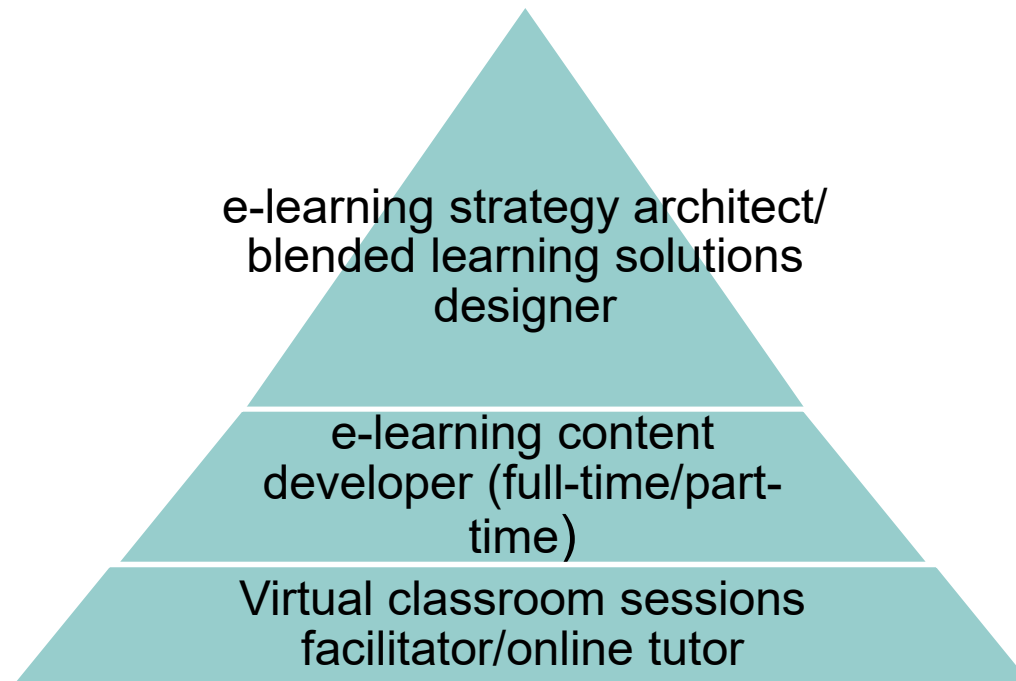 e-learning strategy architect/
blended learning solutions
designer
e-learning content
developer (full-time/part-
time)
Virtual classroom sessions
facilitator/online tutor